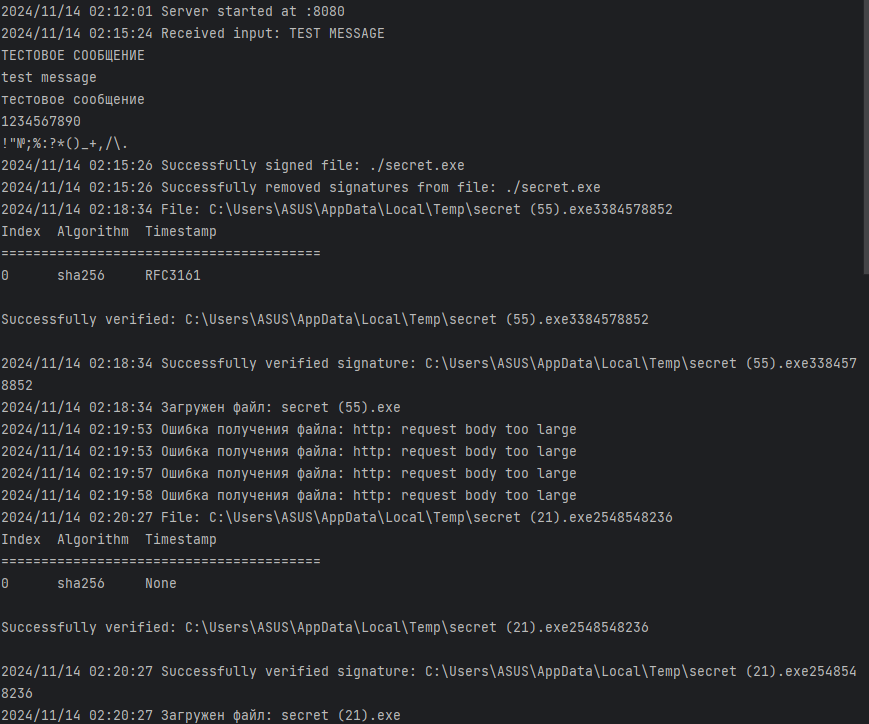 2024/11/14 02:12:01 Server started at :8080
2024/11/14 02:15:24 Received input: TEST MESSAGE
ТЕСТОВОЕ СООБЩЕНИЕ
test message
тестовое сообщение
1234567890
!"№;%:?*()_+,/\.
2024/11/14 02:15:26 Successfully signed file: ./secret.exe
2024/11/14 02:15:26 Successfully removed signatures from file: ./secret.exe
2024/11/14 02:18:34 File: C:\Users\ASUS\AppData\Local\Temp\secret (55).exe3384578852
Index  Algorithm  Timestamp
========================================
0      sha256     RFC3161
Successfully verified: C:\Users\ASUS\AppData\Local\Temp\secret (55).exe3384578852
2024/11/14 02:18:34 Successfully verified signature: C:\Users\ASUS\AppData\Local\Temp\secret (55).exe338457
8852
2024/11/14 02:18:34 Загружен файл: secret (55).exe
2024/11/14 02:19:53 Ошибка получения файла: http: request body too large
2024/11/14 02:19:53 Ошибка получения файла: http: request body too large
2024/11/14 02:19:57 Ошибка получения файла: http: request body too large
2024/11/14 02:19:58 Ошибка получения файла: http: request body too large
2024/11/14 02:20:27 File: C:\Users\ASUS\AppData\Local\Temp\secret (21).exe2548548236
Index  Algorithm  Timestamp
========================================
0      sha256     None
Successfully verified: C:\Users\ASUS\AppData\Local\Temp\secret (21).exe2548548236
2024/11/14 02:20:27 Successfully verified signature: C:\Users\ASUS\AppData\Local\Temp\secret (21).exe254854
8236
2024/11/14 02:20:27 Загружен файл: secret (21).exe